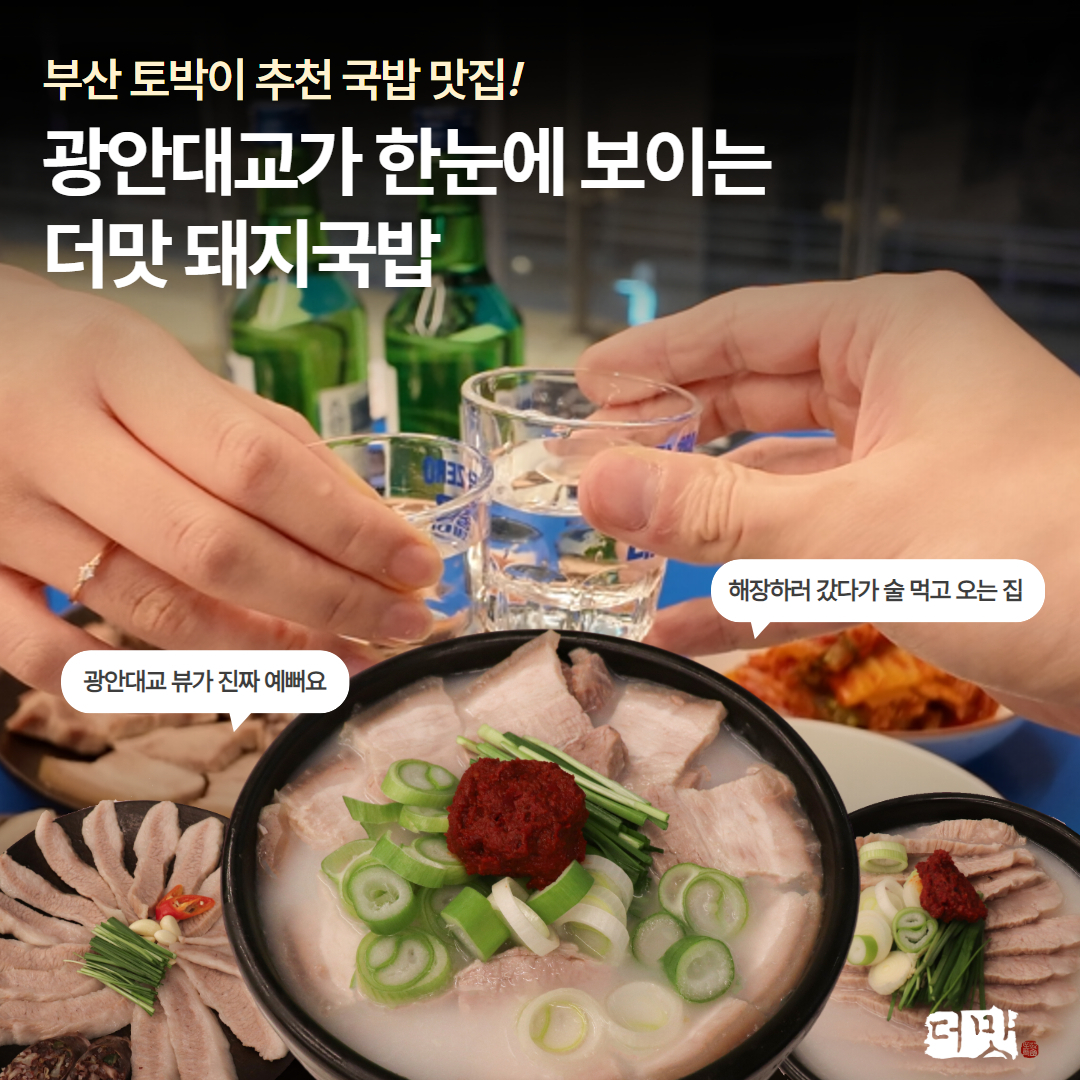 부산 토박이 추천 국밥 맛집!
광안대교가 한눈에 보이는
더맛 돼지국밥
ZERO
해장하러 갔다가 술 먹고 오는 집
광안대교 뷰가 진짜 예뻐요
더맛